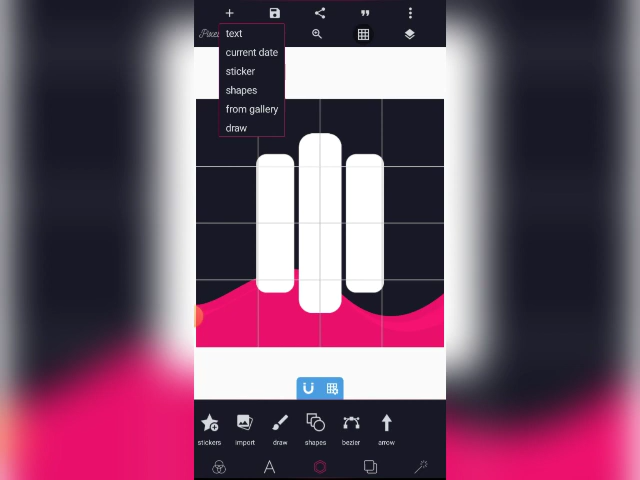 text
current date
sticker
shapes
from gallery
draw
stickers
import
draw
shapes
bezier
arrow